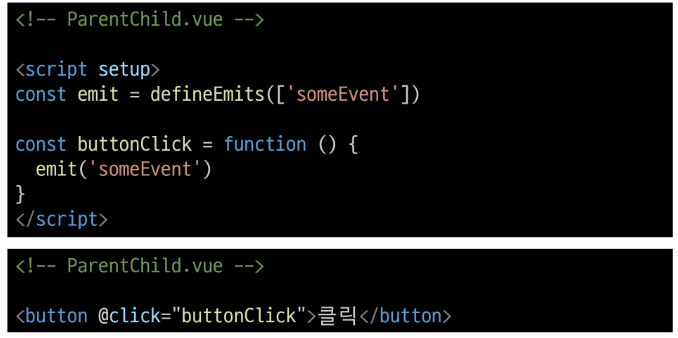 <!-- ParentChild.vue -->
<script setup>
const emit = defineEmits(['someEvent'])
const buttonClick = function () {
  emit('someEvent')
}
</script>
<!-- ParentChild.vue -->
<button @click="buttonClick">클릭</button>